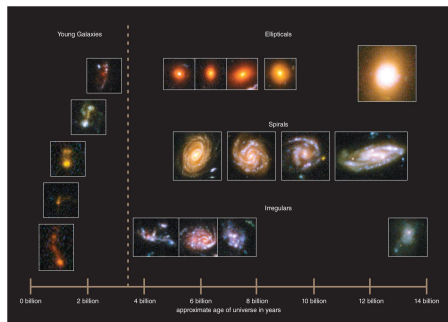 Young Galaxies
Ellipticals
Spirals
Irregulars
0 billion
2 billion
4 billion
6 billion
8 billion
10 billion
12 billion
14 billion
approximate age of universe in years